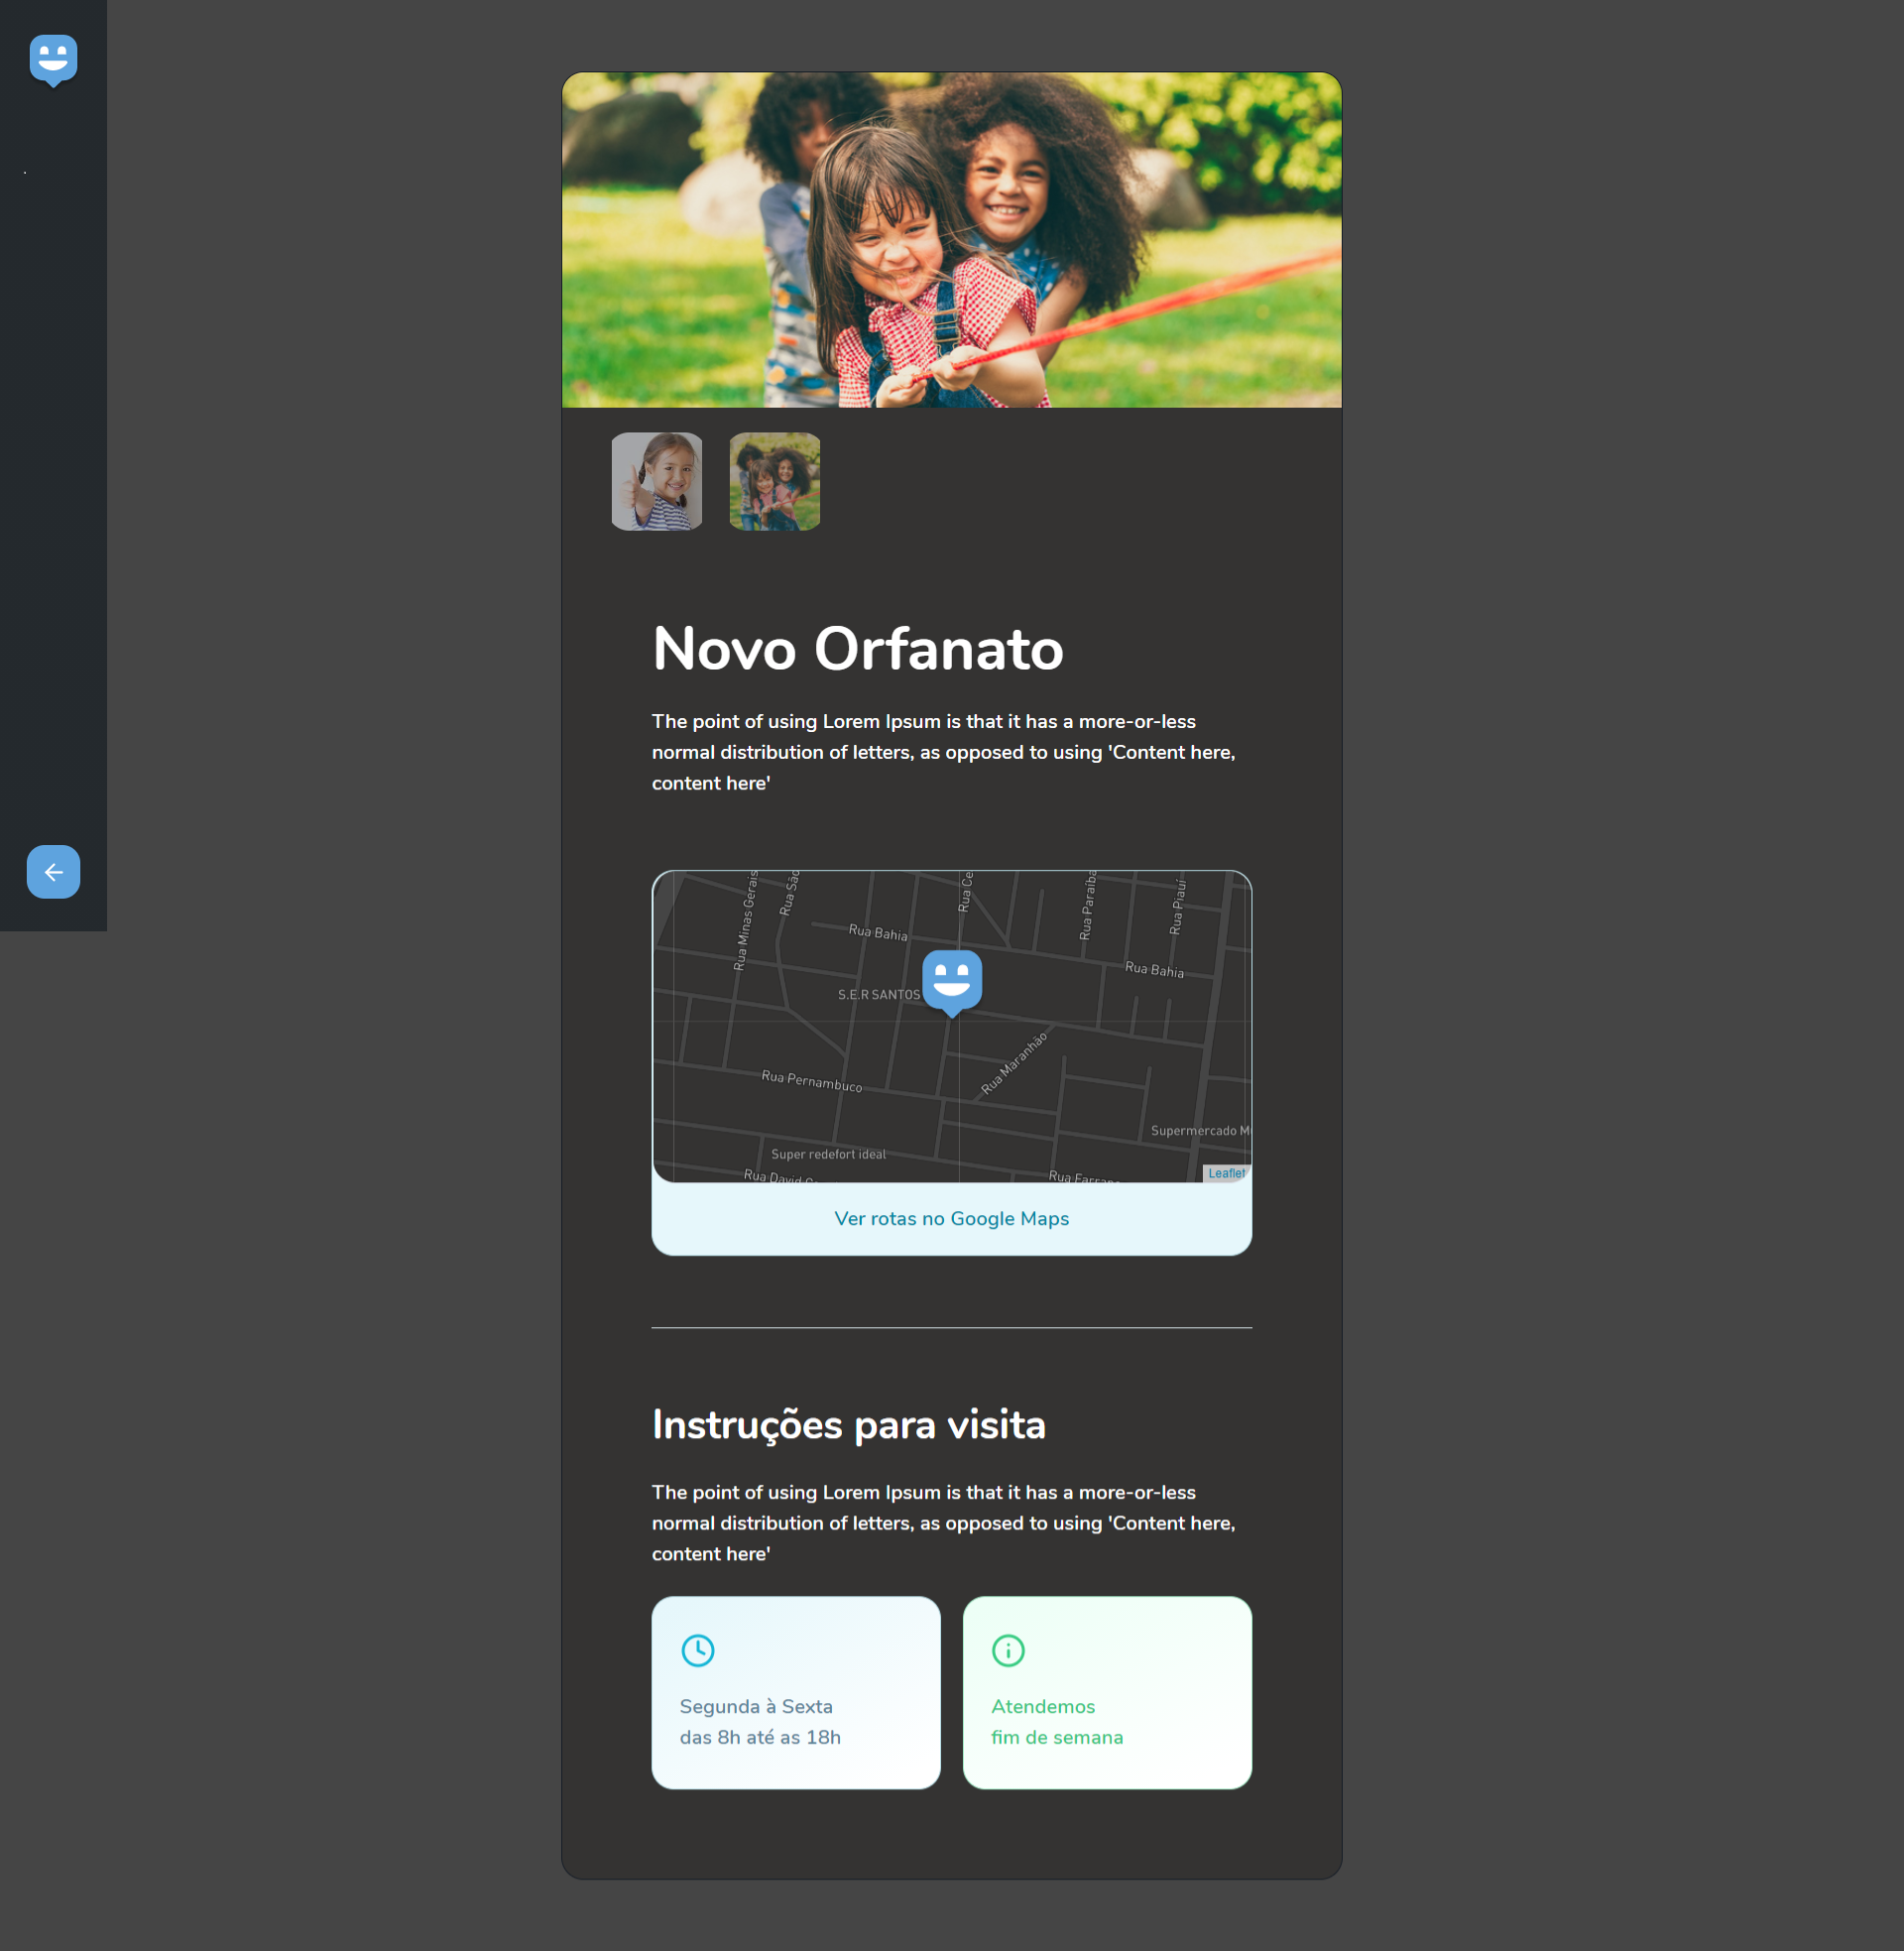 Novo Orfanato
The point of using Lorem Ipsum is that it has a more-or-less
normal distribution of letters, as opposed to using 'Content here,
content here'
Rua Minas Gerais
Rua São
Rua Ce
Rua Paraíba
Rua Piauí
Rua Bahia
Rua Bahia
S.E.R SANTOS
Rua Maranhão
Rua Pernambuco
Supermercado
Super redefort ideal
Rua David
Rua
Leaflet
Ver rotas no Google Maps
Instruções para visita
The point of using Lorem Ipsum is that it has a more-or-less
normal distribution of letters, as opposed to using 'Content here,
content here'
Segunda à Sexta
das 8h até as 18h
Atendemos
fim de semana